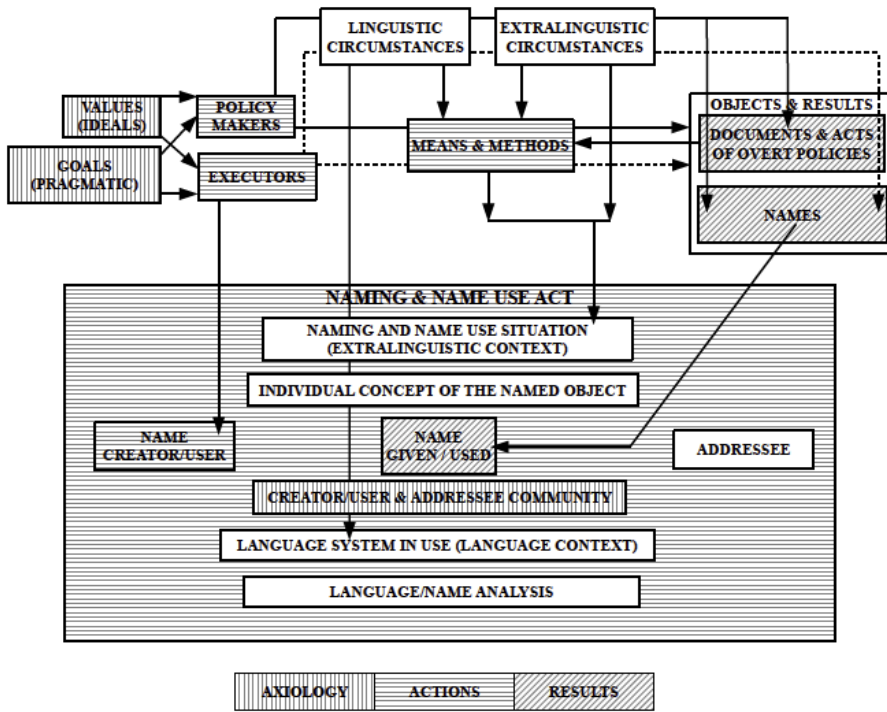 LINGUISTIC
CIRCUMSTANCES
EXTRALINGUISTIC
CIRCUMSTANCES
VALUES
(IDEALS)
POLICY
MAKERS
OBJECTS & RESULTS
MEANS & METHODS
DOCUMENTS & ACTS
OF OVERT POLICIES
GOALS
(PRAGMATIC)
EXECUTORS
NAMES
NAMING & NAME USE ACT
NAMING AND NAME USE SITUATION
(EXTRALINGUISTIC CONTEXT)
INDIVIDUAL CONCEPT OF THE NAMED OBJECT
NAME
CREATOR/USER
NAME
GIVEN / USED
ADDRESSEE
CREATOR/USER & ADDRESSEE COMMUNITY
LANGUAGE SYSTEM IN USE (LANGUAGE CONTEXT)
LANGUAGE/NAME ANALYSIS
AXIOLOGY
ACTIONS
RESULTS